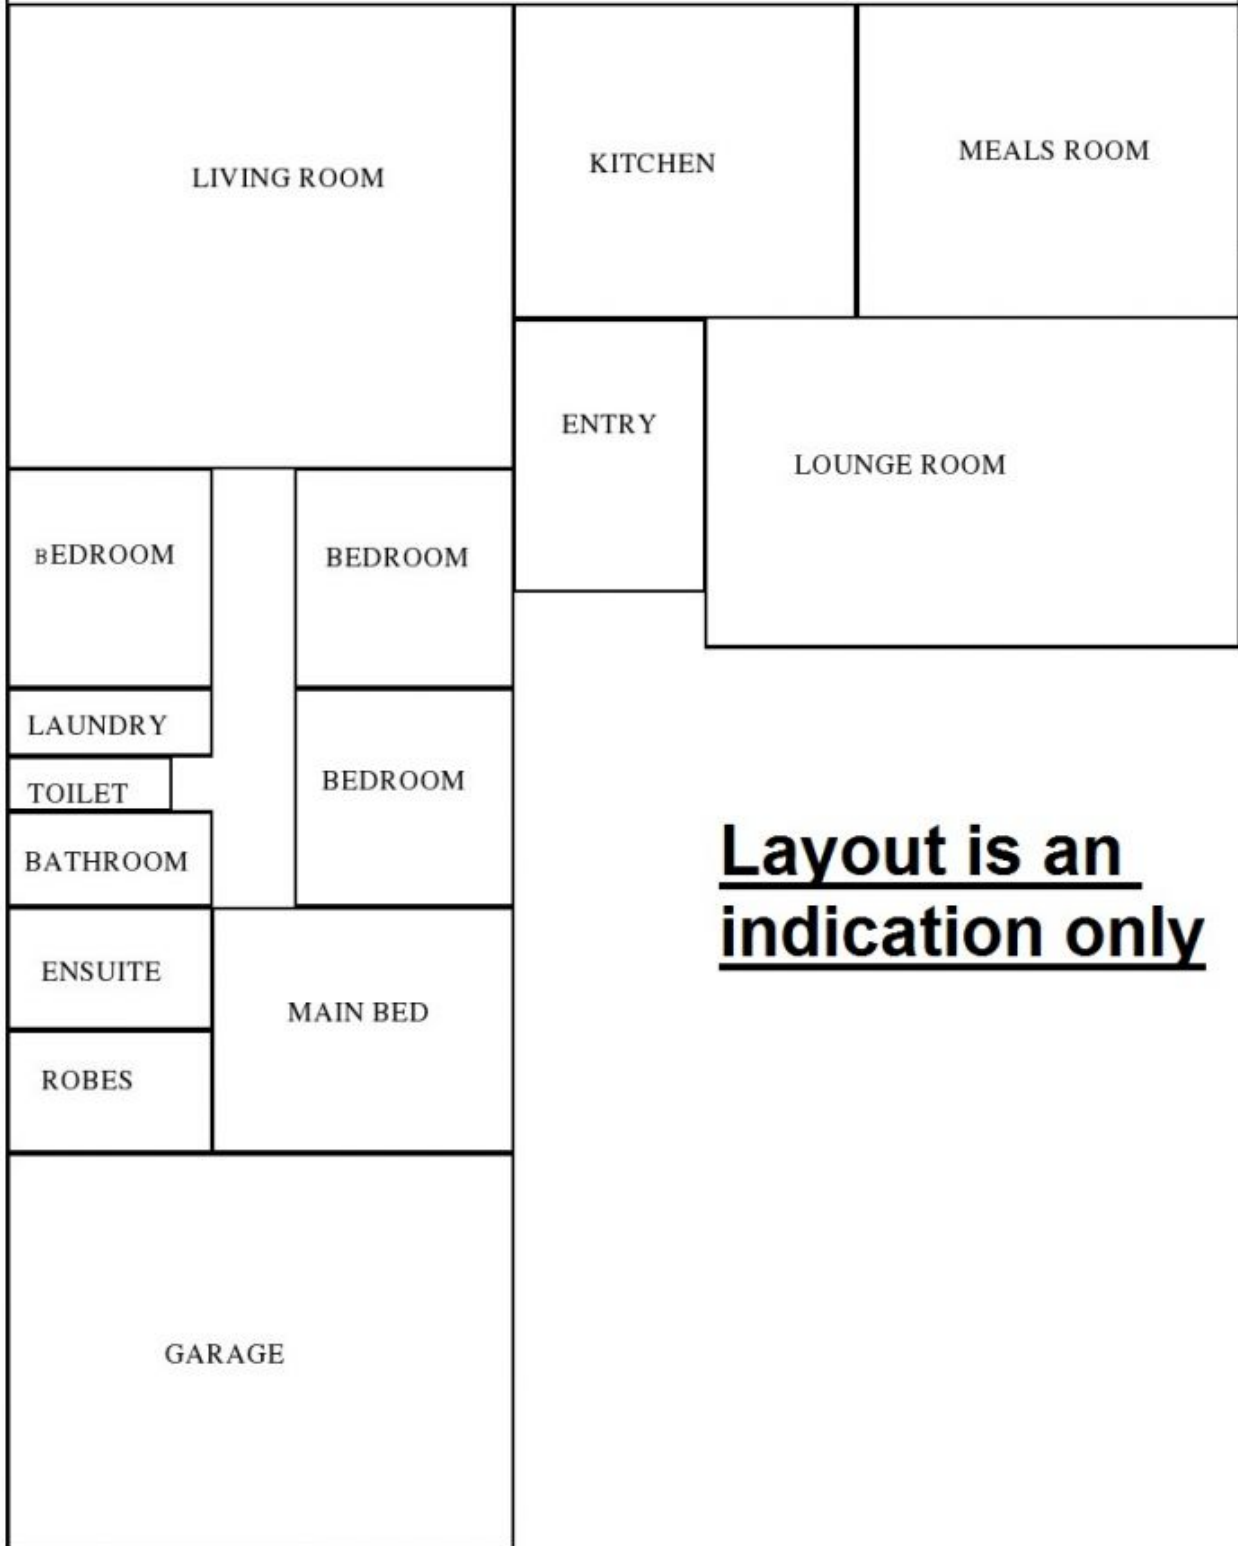 LIVING ROOM
KITCHEN
MEALS ROOM
ENTRY
LOUNGE ROOM
BEDROOM
BEDROOM
LAUNDRY
TOILET
BEDROOM
BATHROOM
Layout is an
indication only
ENSUITE
MAIN BED
ROBES
GARAGE